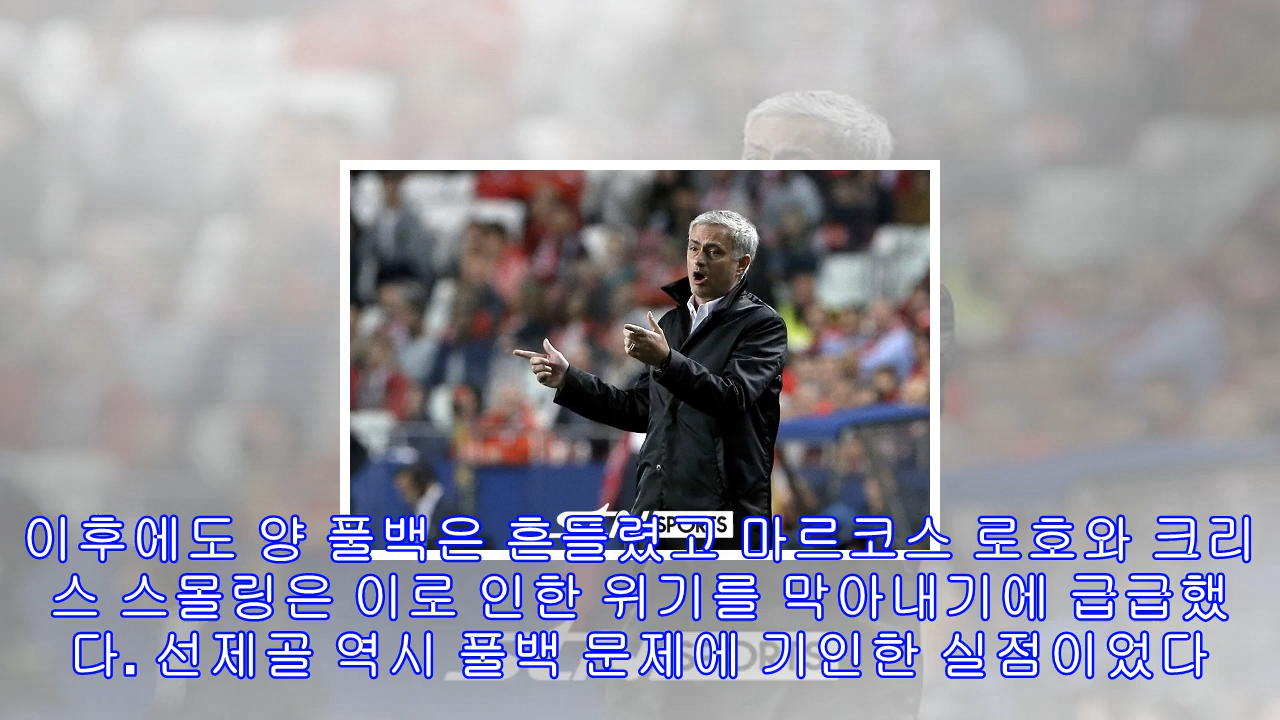 SPORTS
이후에도 양 풀백은 흔들렸고 마르코스 로호와 크리
스 스몰링은 이로 인한 위기를 막아내기에 급급했
다. 선제골 역시 풀백 문제에 기인한 실점이었다
SPORTS